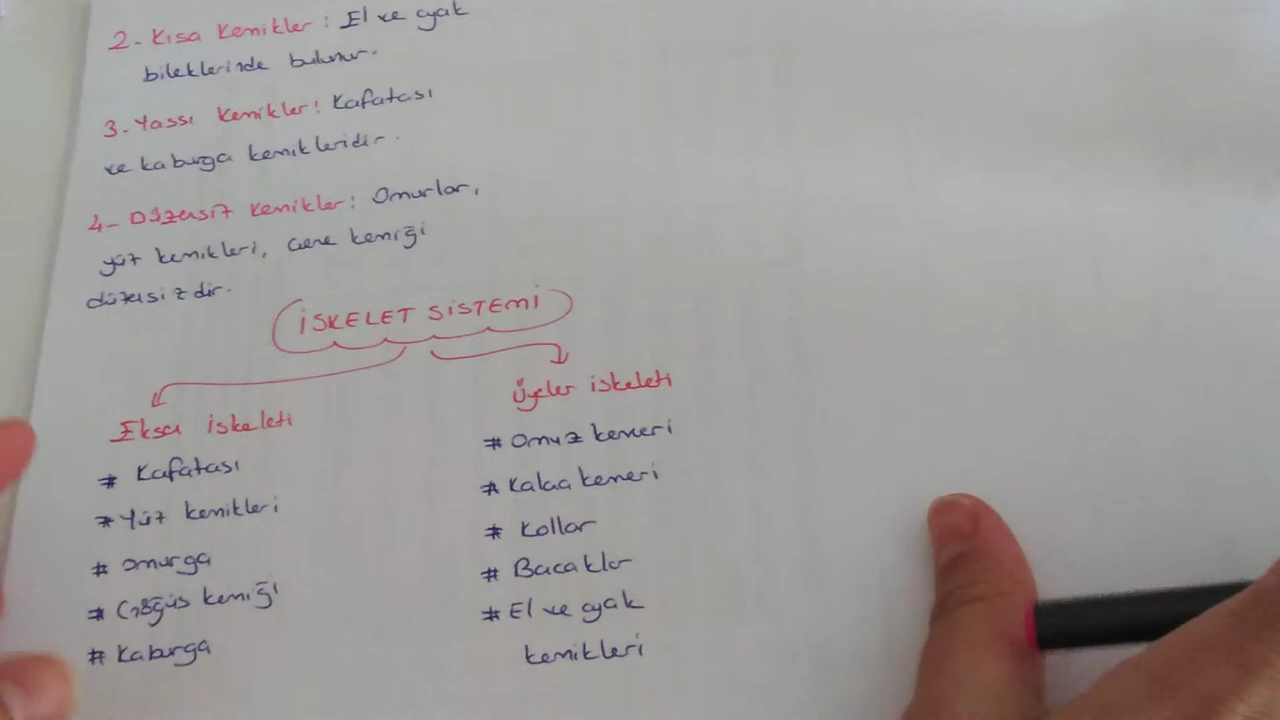 2- Kısa Kemikler: El ve ayak
bileklerinde bulunur.
3- Yassı Kemikler: Kafatası
ve kaburga kemikleridir.
4- Düzensiz Kemikler: Omurlar,
yüz kemikleri, çene kemiği
düzensizdir.
İSKELET SİSTEMİ
Eksen İskeleti
# Kafatası
# Yüz kemikleri
# Omurga
# Göğüs kemiği
# Kaburga
Üyeler iskeleti
# Omuz kemeri
# Kalça kemeri
# Kollar
# Bacaklar
# El ve ayak
kemikleri